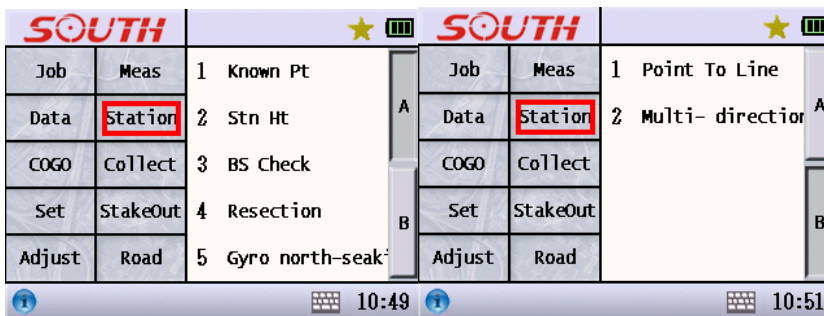 SOUTH
Job Meas
Data Station
COGO Collect
Set StakeOut
Adjust Road
1 Known Pt
2 Stn Ht
3 BS Check
4 Resection
5 Gyro north-seaki
A
B
10:49
SOUTH
Job Meas
Data Station
COGO Collect
Set StakeOut
Adjust Road
1 Point To Line
2 Multi- direction
A
B
10:51